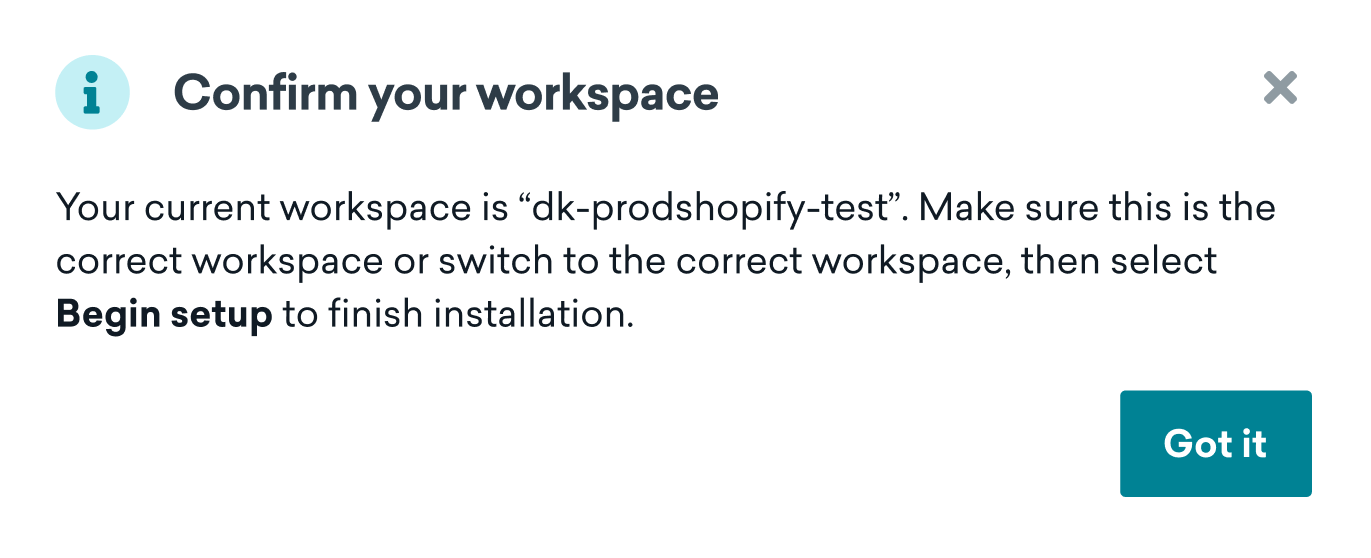 Confirm your workspace
Your current workspace is “dk-prodshopify-test”. Make sure this is the
correct workspace or switch to the correct workspace, then select
Begin setup to finish installation.
Got it